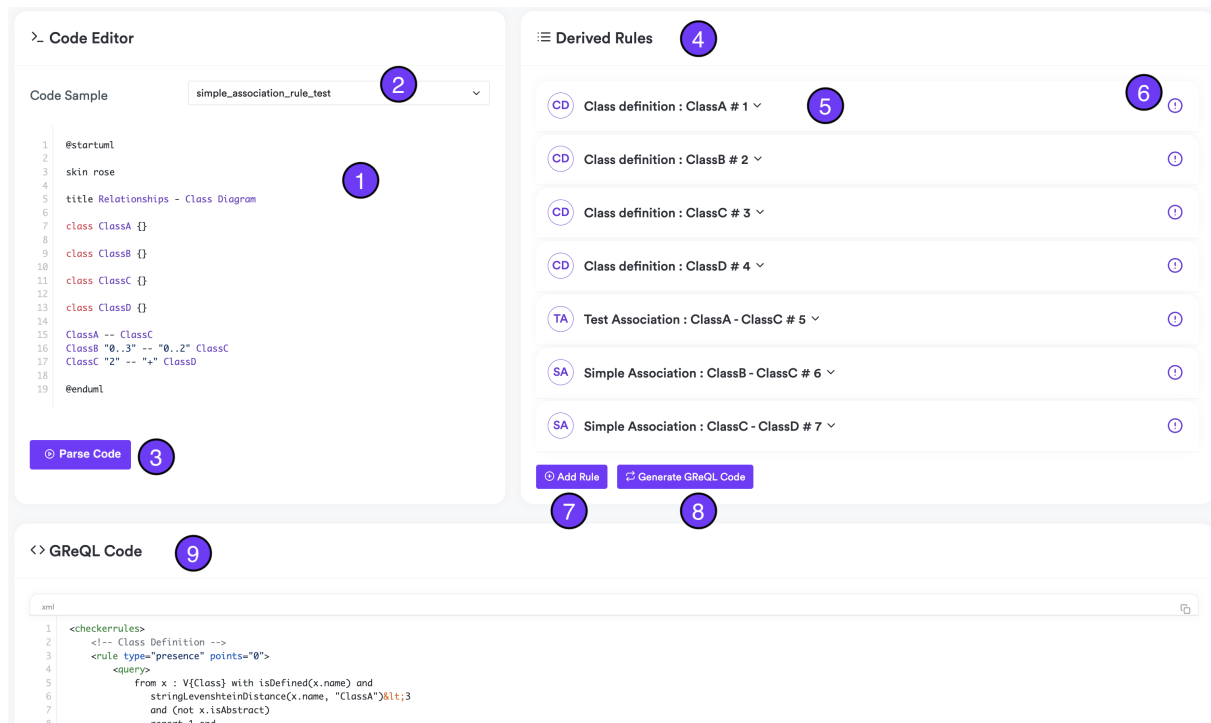 >_ Code Editor
Code Sample
simple_association_rule_test
2
1
1 @startuml
2
3 skin rose
4
5 title Relationships - Class Diagram
6
7 class ClassA {}
8
9 class ClassB {}
10
11 class ClassC {}
12
13 class ClassD {}
14
15 ClassA -- ClassC
16 ClassB "0..3" -- "0..2" ClassC
17 ClassC "2" -- "+" ClassD
18
19 @enduml
Parse Code
3
Derived Rules
4
CD Class definition : ClassA # 1
5
6
CD Class definition : ClassB # 2
CD Class definition : ClassC # 3
CD Class definition : ClassD # 4
TA Test Association : ClassA - ClassC # 5
SA Simple Association : ClassB - ClassC # 6
SA Simple Association : ClassC - ClassD # 7
Add Rule
Generate GReQL Code
7
8
<> GReQL Code
9
xml
1 <checkerrules>
2 <!-- Class Definition -->
3 <rule type="presence" points="0">
4 <query>
5 from x : V{Class} with isDefined(x.name) and
6 stringLevenshteinDistance(x.name, "ClassA")&lt;3
7 and (not x.isAbstract)
8 report 1 end